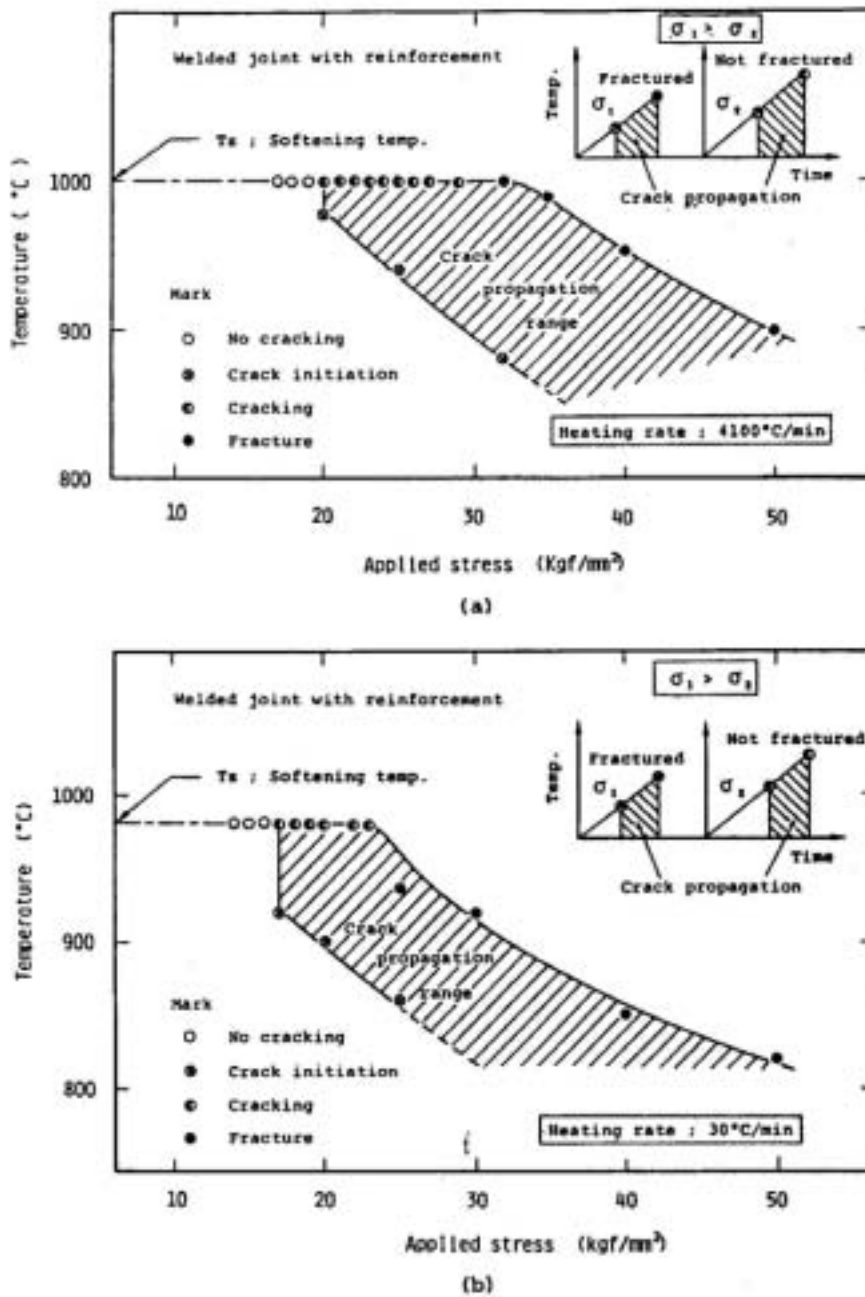 σ₁ > σ₂
Welded joint with reinforcement
Not fractured
Fractured
Temp.
σ₁
Ts ; Softening temp.
Time
1000
Crack propagation
Temperature ( °C )
Crack
propagation
range
Mark
900
No cracking
Crack initiation
Cracking
Heating rate ; 4100°C/min
Fracture
800
10 20 30 40 50
Applied stress (Kgf/mm²)
(a)
σ₁ > σ₂
Welded joint with reinforcement
Not fractured
Fractured
Temp.
Ts ; Softening temp.
1000
Time
Crack propagation
Temperature (°C)
900
Crack
propagation
range
Mark
No cracking
800
Crack initiation
Cracking
Heating rate ; 30°C/min
Fracture
10 20 30 40 50
Applied stress (kgf/mm²)
(b)